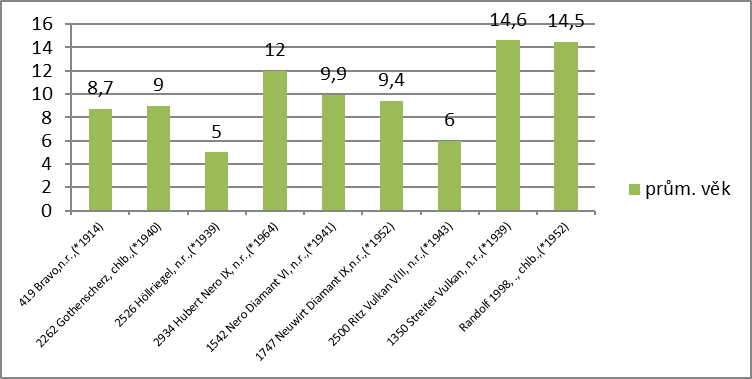 16
14
12
10
8
6
4
2
0
8,7
9
5
12
9,9
9,4
6
14,6
14,5
419 Bravo,n.r.,(*1914)
2262 Gothenscherz, chlb.,(*1940)
2526 Höllriegel, n.r.,(*1939)
2934 Hubert Nero IX, n.r.,(*1964)
1542 Nero Diamant VI, n.r.,(*1941)
1747 Neuwirt Diamant IX,n.r.,(*1952)
2500 Ritz Vulkan VIII, n.r.,(*1943)
1350 Streiter Vulkan, n.r.,(*1939)
Randolf 1998, ., chlb.,(*1952)
prům. věk